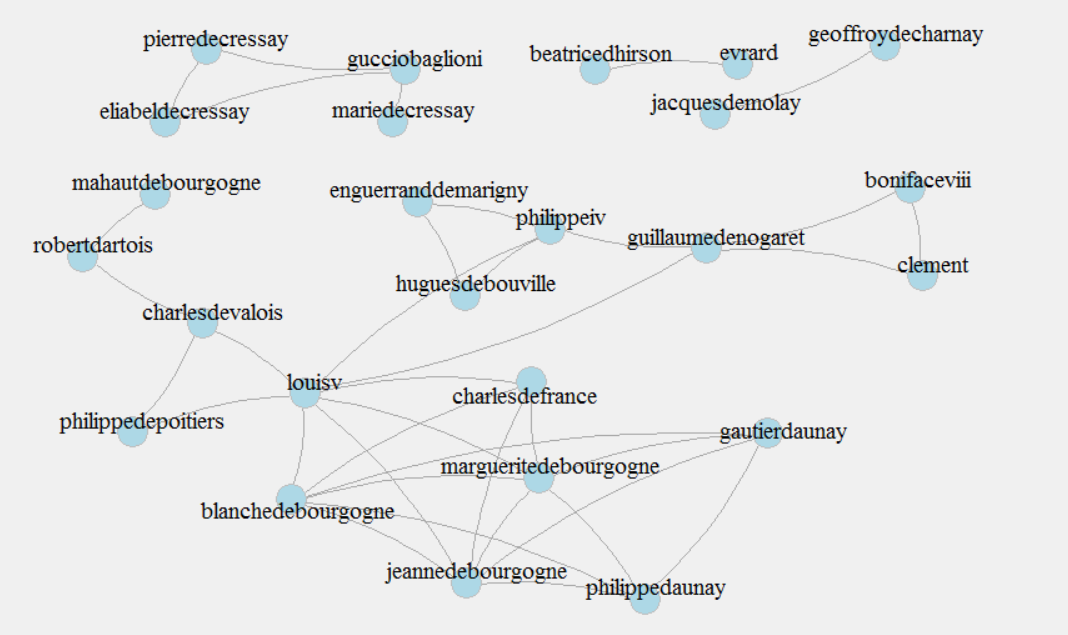 pierredecressay
gucciobaglioni
beatricedhirson
evrard
geoffroydecharnay
eliabeldecressay
mariedecressay
jacquesdemolay
mahautdebourgogne
enguerranddemarigny
bonifaceviii
philippeiv
robertdartois
guillaumedenogaret
clement
huguesdebouville
charlesdevalois
louisv
charlesdefrance
philippedepoitiers
gautierdaunay
margueritedebourgogne
blanchedebourgogne
jeannedebourgogne
philippedaunay